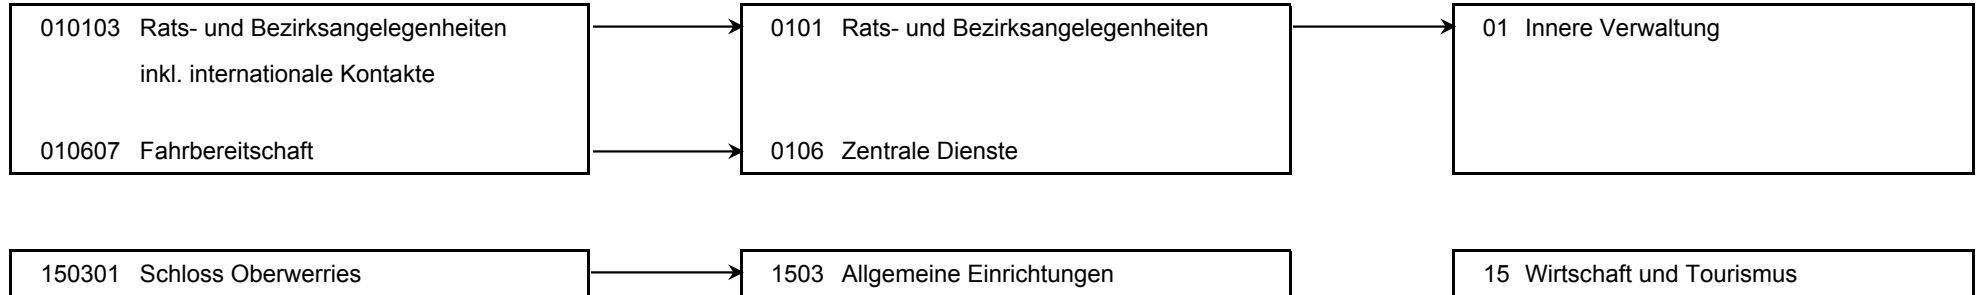 010103 Rats- und Bezirksangelegenheiten 0101 Rats- und Bezirksangelegenheiten 01 Innere Verwaltung
inkl. internationale Kontakte
010607 Fahrbereitschaft 0106 Zentrale Dienste
150301 Schloss Oberwerries 1503 Allgemeine Einrichtungen 15 Wirtschaft und Tourismus